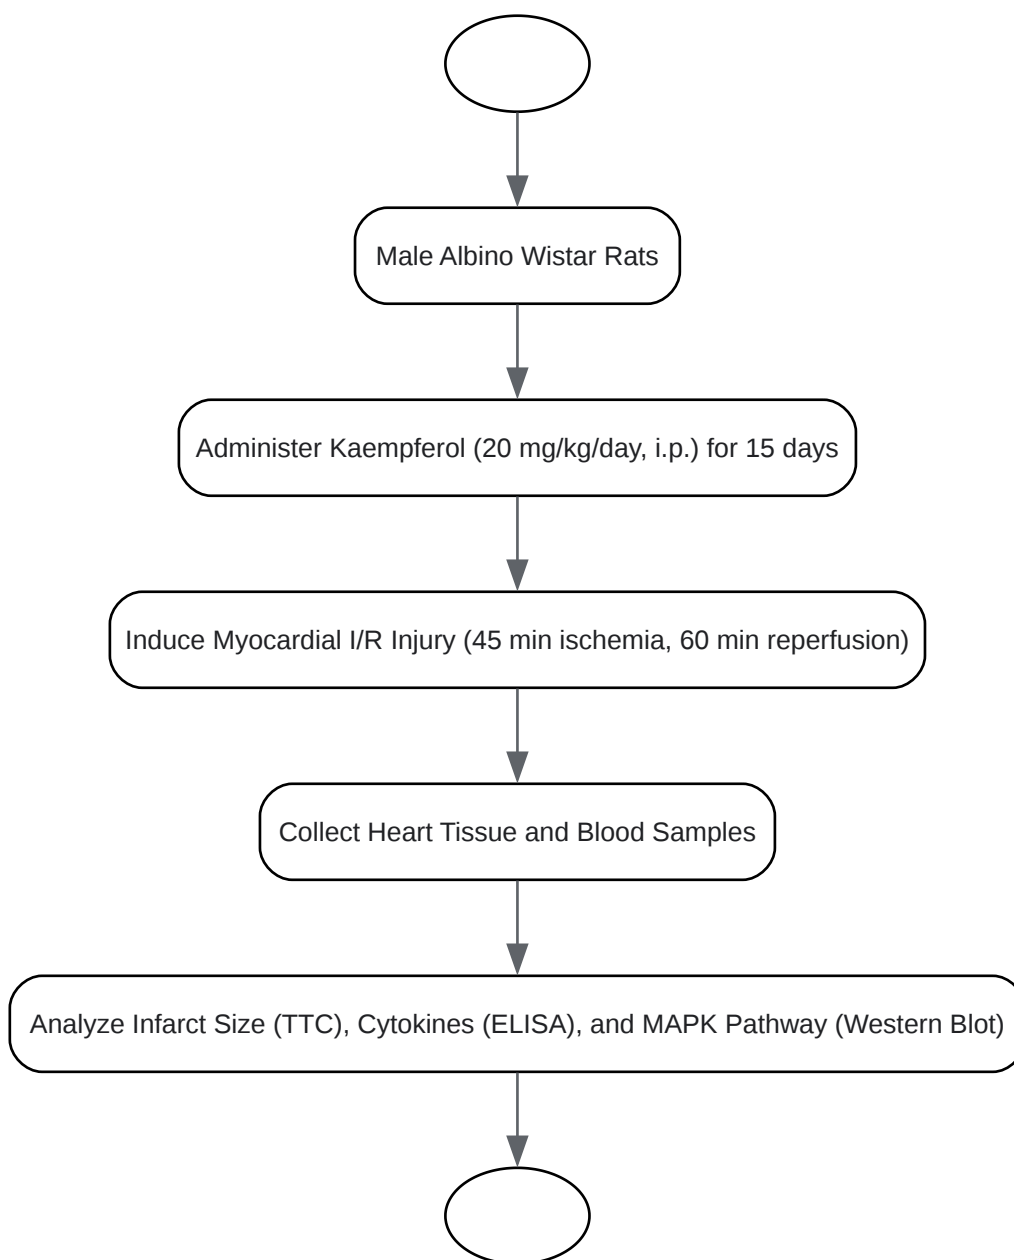 Male Albino Wistar Rats
Administer Kaempferol (20 mg/kg/day, i.p.) for 15 days
Induce Myocardial I/R Injury (45 min ischemia, 60 min reperfusion)
Collect Heart Tissue and Blood Samples
Analyze Infarct Size (TTC), Cytokines (ELISA), and MAPK Pathway (Western Blot)